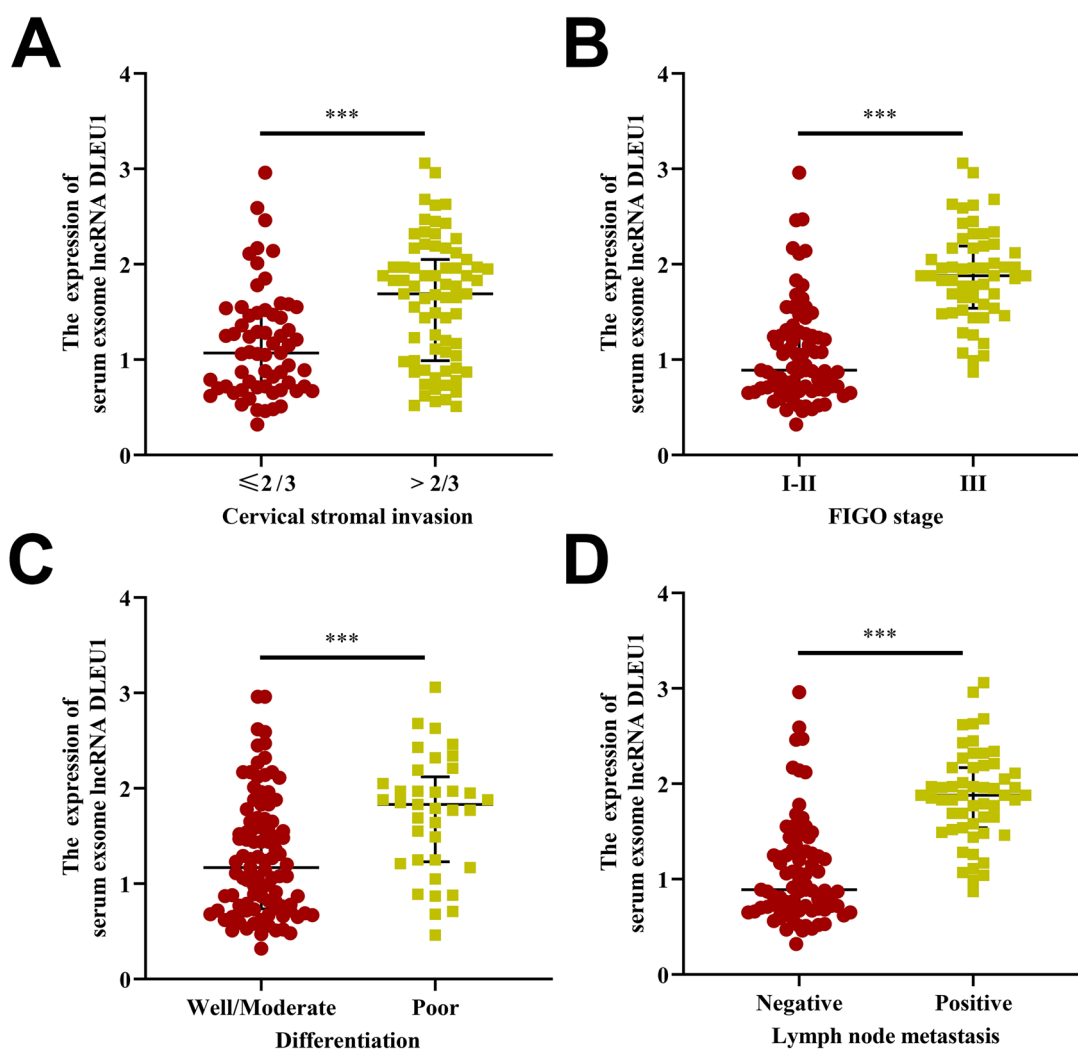 A
The expression of
serum exsome lncRNA DLEU1
4
3
2
1
0
***
⩽2/3
> 2/3
Cervical stromal invasion
B
The expression of
serum exsome lncRNA DLEU1
4
3
2
1
0
***
I-II
III
FIGO stage
C
The expression of
serum exsome lncRNA DLEU1
4
3
2
1
0
***
Well/Moderate
Poor
Differentiation
D
The expression of
serum exsome lncRNA DLEU1
4
3
2
1
0
***
Negative
Positive
Lymph node metastasis